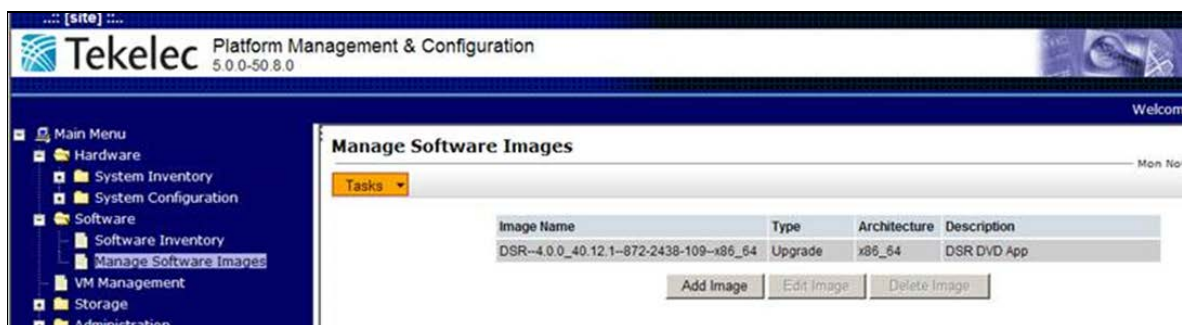 ..:: [site] ::..
Tekelec Platform Management & Configuration
5.0.0-50.8.0
Welcom
Main Menu
Hardware
System Inventory
System Configuration
Software
Software Inventory
Manage Software Images
VM Management
Storage
Administration
Manage Software Images
Mon No
Tasks
Image Name Type Architecture Description
DSR--4.0.0_40.12.1--872-2438-109--x86_64 Upgrade x86_64 DSR DVD App
Add Image Edit Image Delete Image